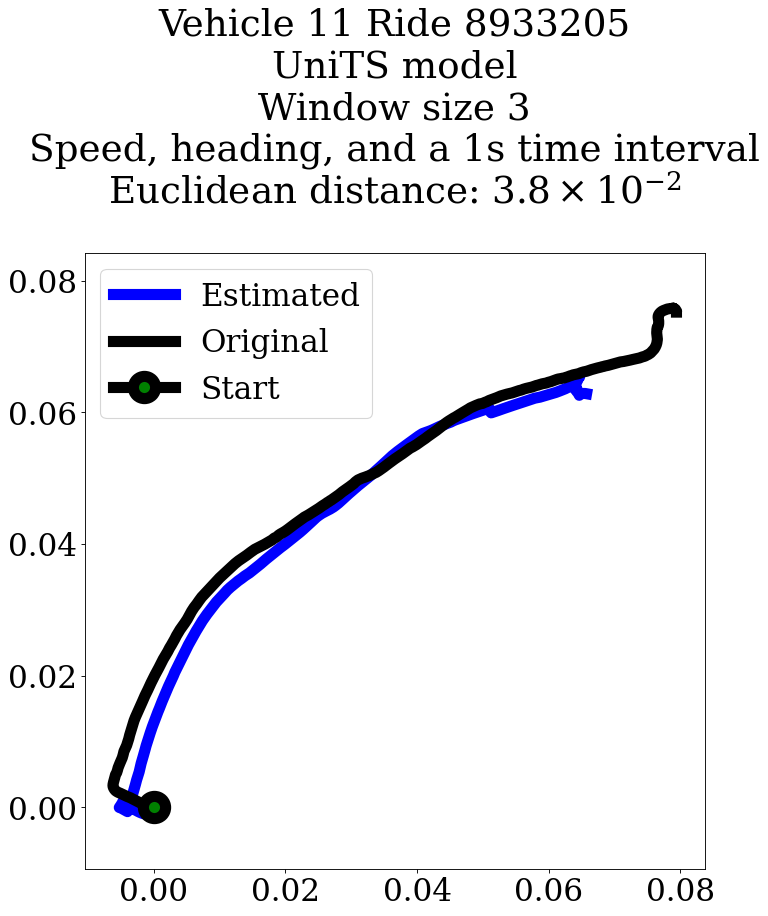 Vehicle 11 Ride 8933205
UniTS model
Window size 3
Speed, heading, and a 1s time interval
Euclidean distance: 3.8 × 10⁻²
Estimated
Original
Start
0.08
0.06
0.04
0.02
0.00
0.00 0.02 0.04 0.06 0.08